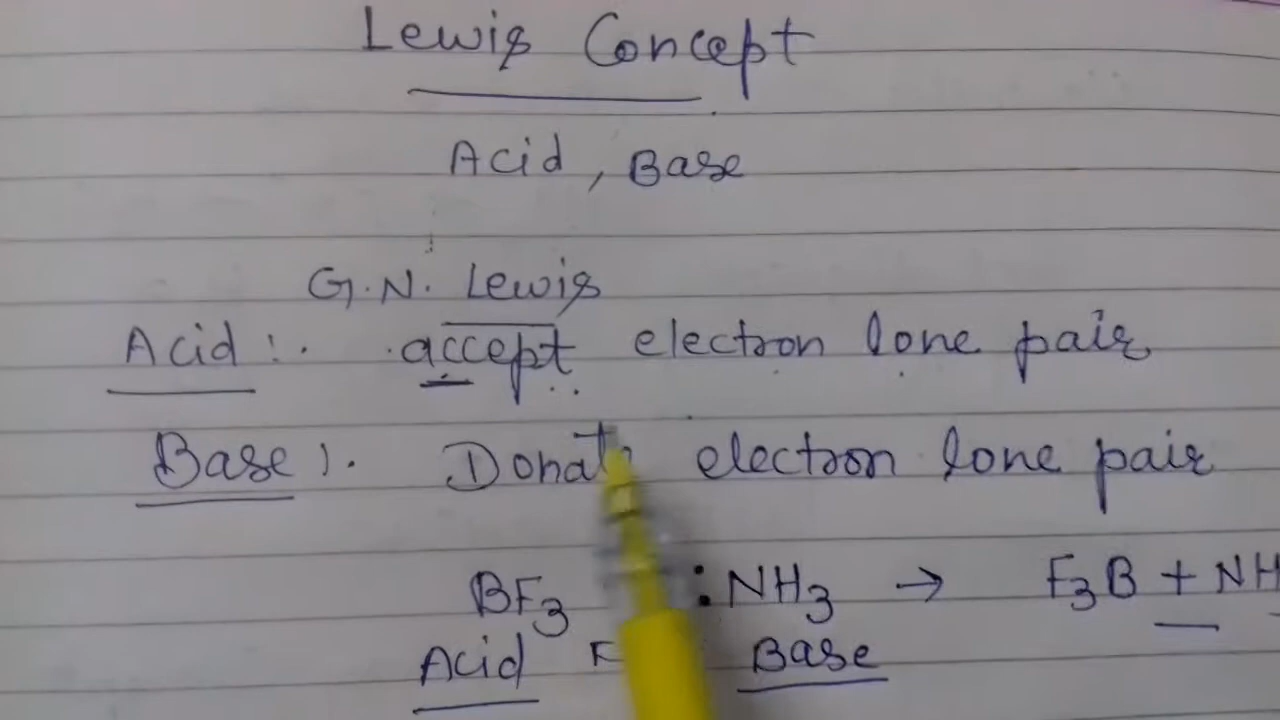 Lewis Concept
Acid, Base
G.N. Lewis
Acid :. accept electron lone pair
Base :. Donate electron lone pair
BF3 :NH3 → F3B + NH
Acid Base